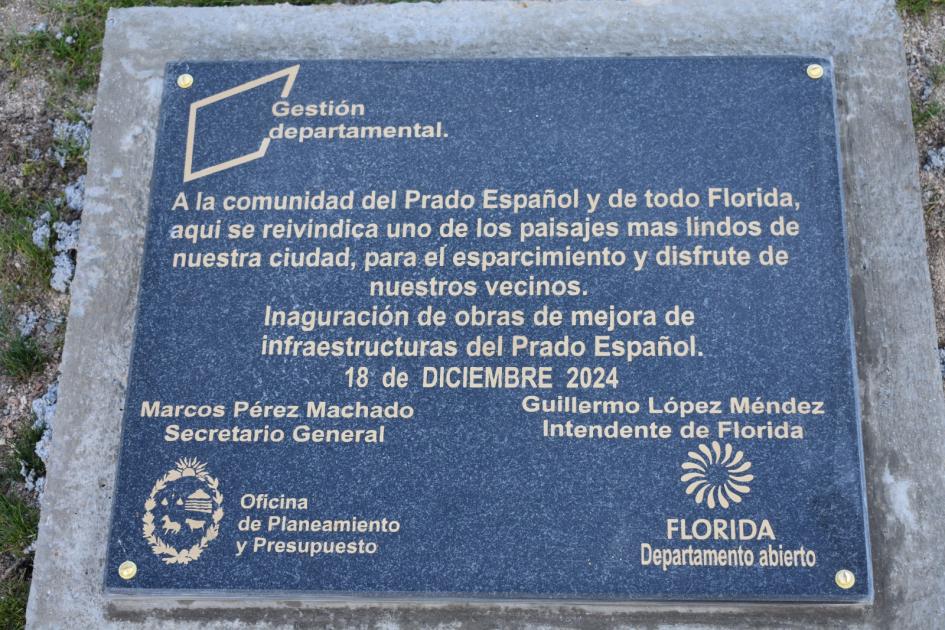 Gestión
departamental.
A la comunidad del Prado Español y de todo Florida,
aqui se reivindica uno de los paisajes mas lindos de
nuestra ciudad, para el esparcimiento y disfrute de
nuestros vecinos.
Inaguración de obras de mejora de
infraestructuras del Prado Español.
18 de DICIEMBRE 2024
Marcos Pérez Machado
Secretario General
Guillermo López Méndez
Intendente de Florida
Oficina
de Planeamiento
y Presupuesto
FLORIDA
Departamento abierto